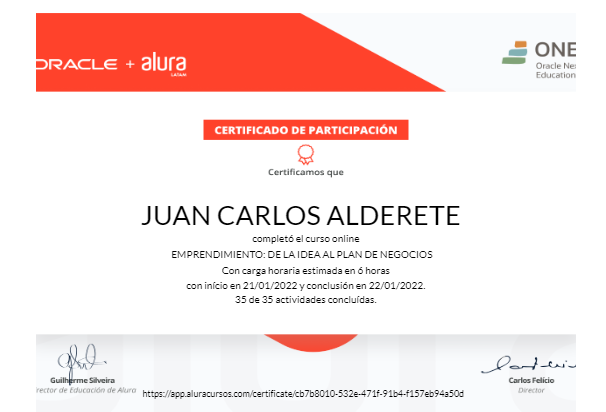 ORACLE + alura
LATAM
ONE
Oracle Ne
Education
CERTIFICADO DE PARTICIPACIÓN
Certificamos que
JUAN CARLOS ALDERETE
completó el curso online
EMPRENDIMIENTO: DE LA IDEA AL PLAN DE NEGOCIOS
Con carga horaria estimada en 6 horas
con início en 21/01/2022 y conclusión en 22/01/2022.
35 de 35 actividades concluídas.
Guilherme Silveira
rector de Educación de Alura
Carlos Felício
Director
https://app.aluracursos.com/certificate/cb7b8010-532e-471f-91b4-f157eb94a50d